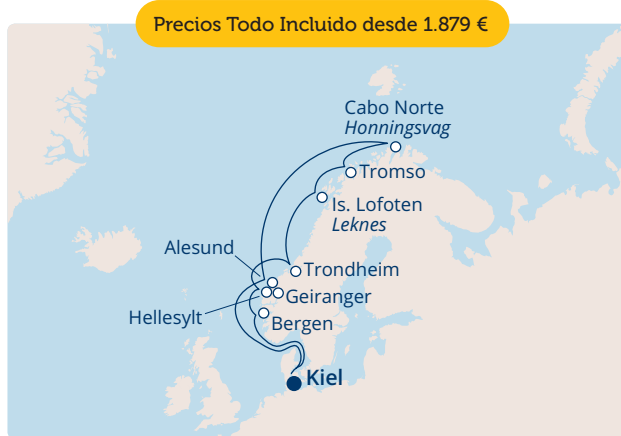 Precios Todo Incluido desde 1.879 €
Cabo Norte
Honningsvag
Tromso
Is. Lofoten
Leknes
Alesund
Trondheim
Geiranger
Hellesylt
Bergen
Kiel